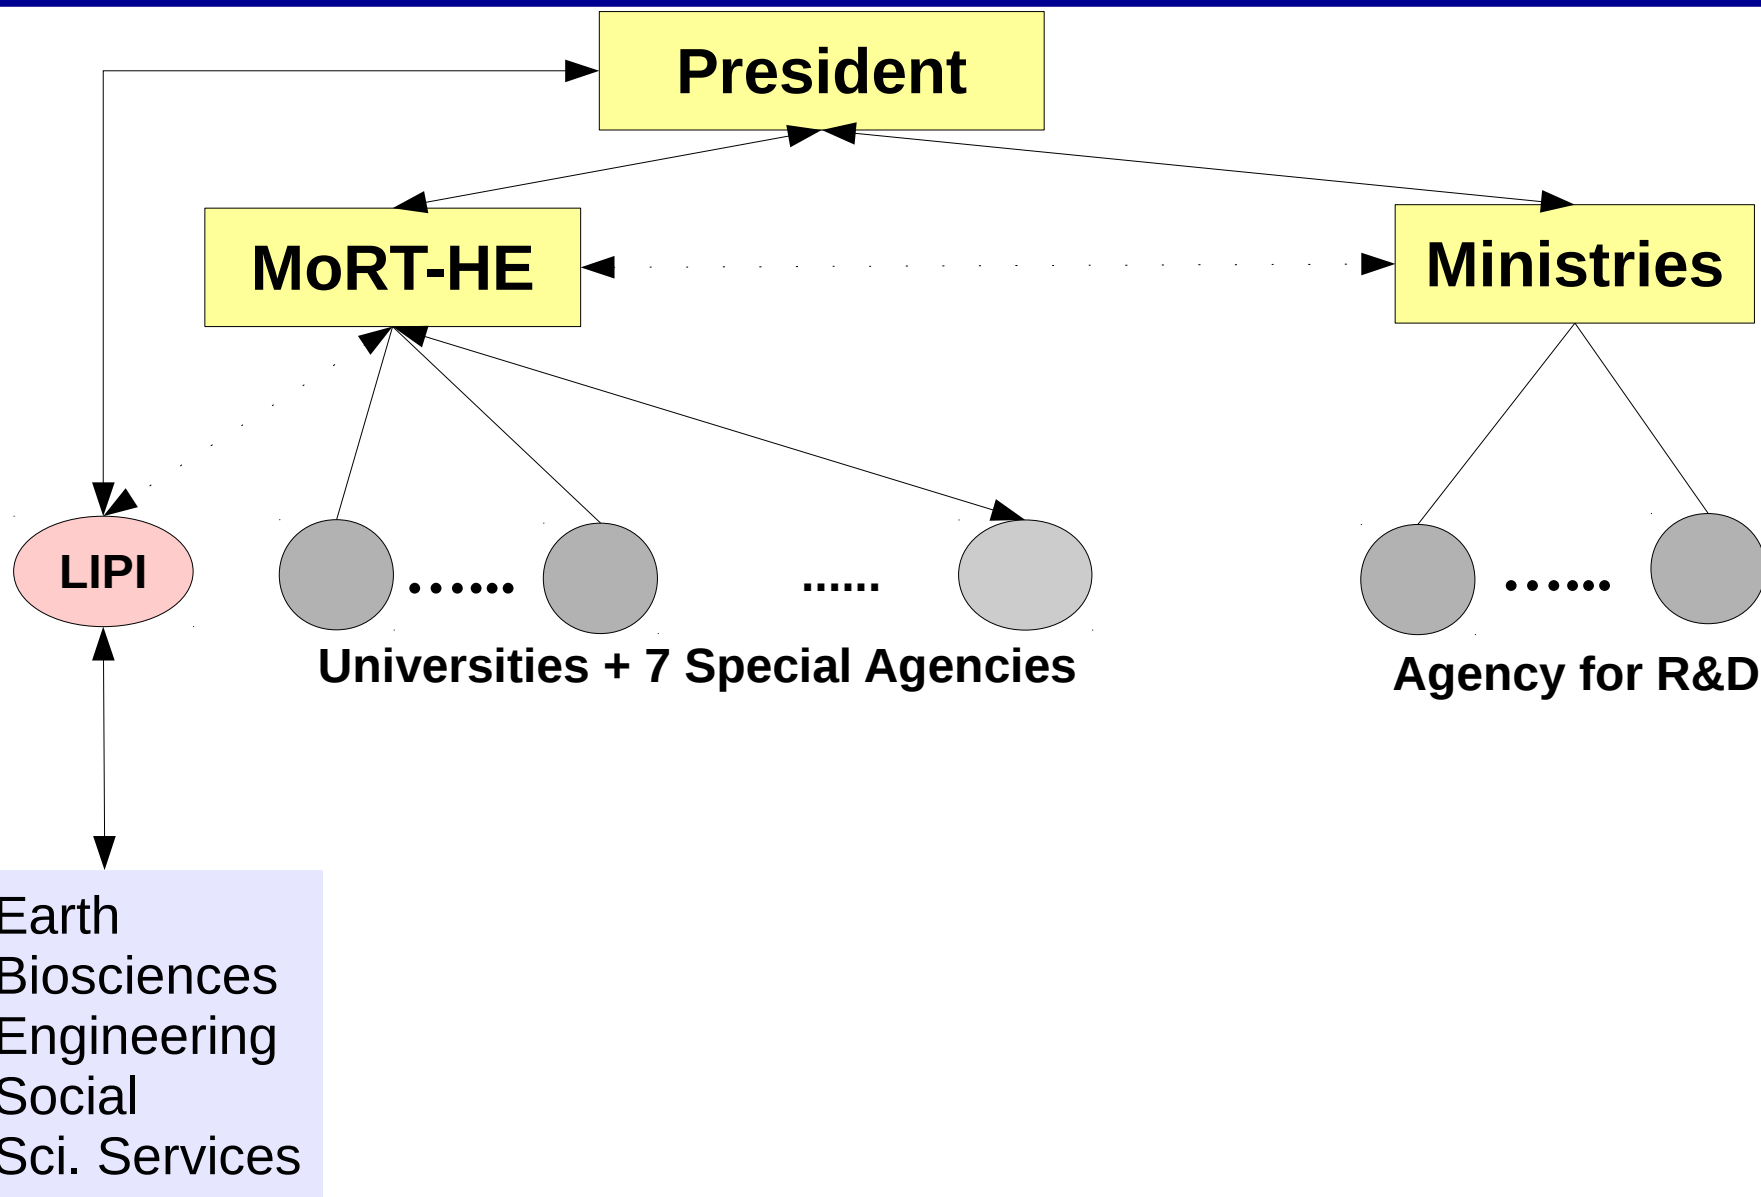 President
MoRT-HE
Ministries
LIPI
......
......
......
Universities + 7 Special Agencies
Agency for R&D
Earth
Biosciences
Engineering
Social
Sci. Services